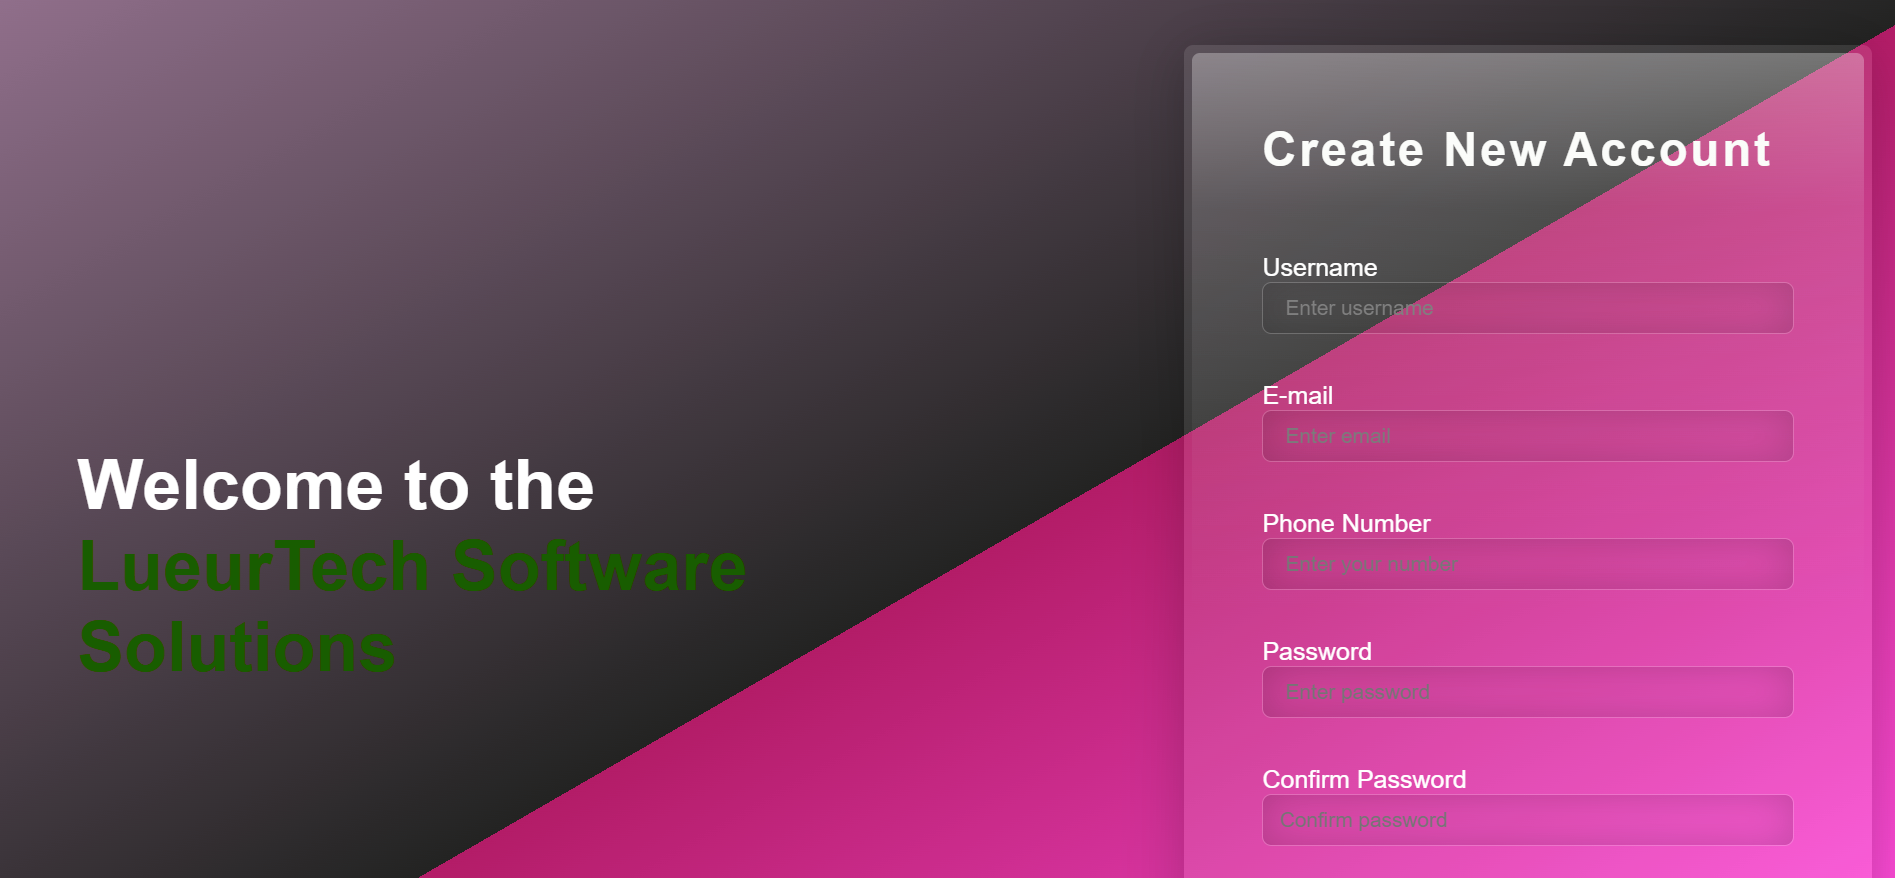 Welcome to the
LueurTech Software
Solutions
Create New Account
Username
Enter username
E-mail
Enter email
Phone Number
Enter your number
Password
Enter password
Confirm Password
Confirm password